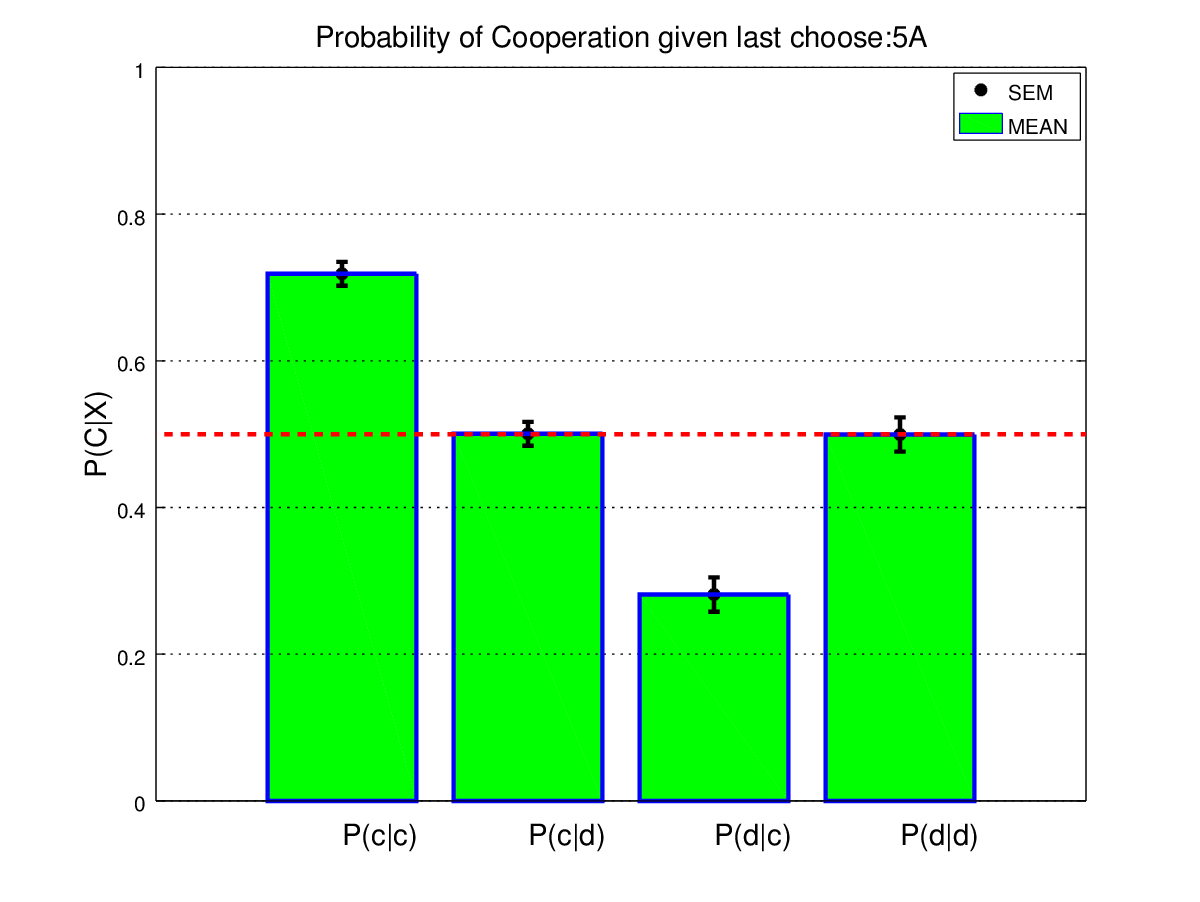 Probability of Cooperation given last choose:5A
SEM
MEAN
1
0.8
0.6
0.4
0.2
0
P(C|X)
P(c|c) P(c|d) P(d|c) P(d|d)